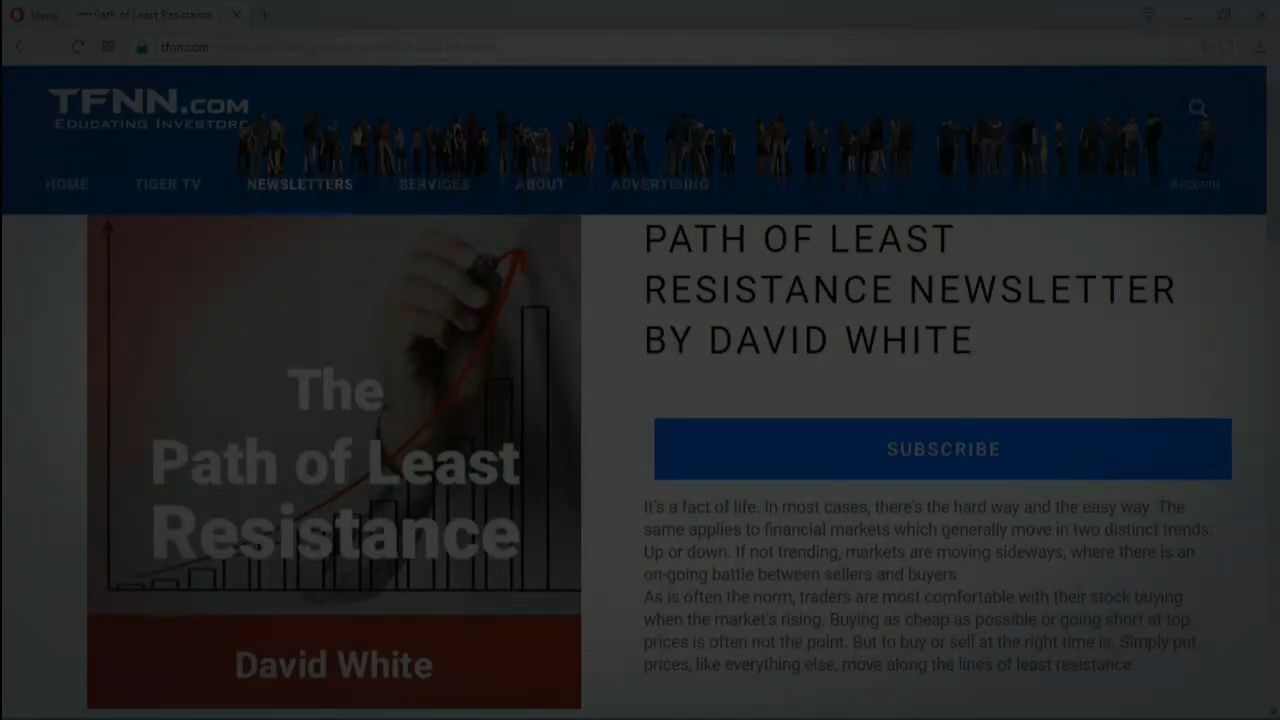 Menu
Path of Least Resistance
tfnn.com
TFNN.COM
EDUCATING INVESTORS
HOME TIGER TV NEWSLETTERS SERVICES ABOUT ADVERTISING Account
The
Path of Least
Resistance
David White
PATH OF LEAST
RESISTANCE NEWSLETTER
BY DAVID WHITE
SUBSCRIBE
It's a fact of life. In most cases, there's the hard way and the easy way. The
same applies to financial markets which generally move in two distinct trends.
Up or down. If not trending, markets are moving sideways, where there is an
on-going battle between sellers and buyers
As is often the norm, traders are most comfortable with their stock buying
when the market's rising. Buying as cheap as possible or going short at top
prices is often not the point. But to buy or sell at the right time is. Simply put,
prices, like everything else, move along the lines of least resistance.